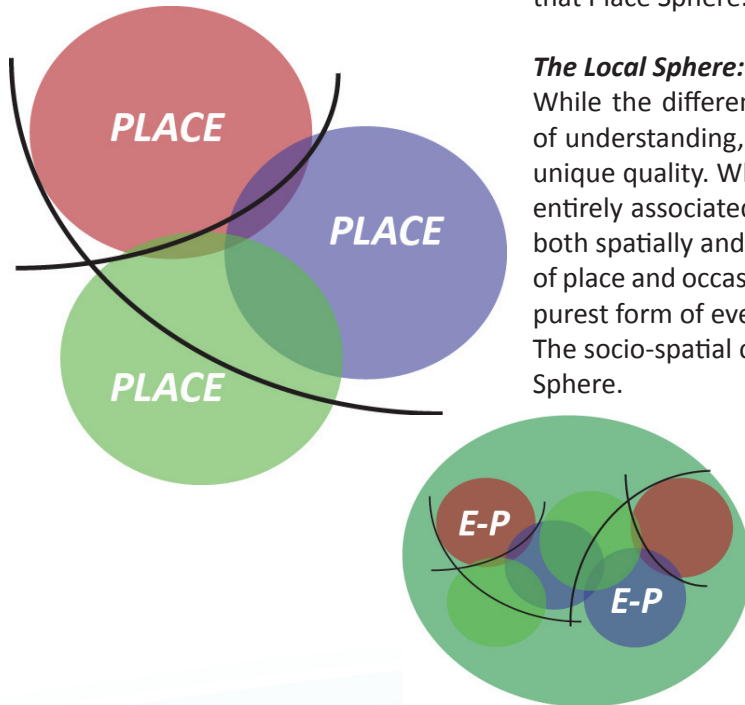 that Place Sphere.
The Local Sphere:
While the differen
of understanding,
unique quality. Wh
entirely associated
both spatially and
of place and occas
purest form of eve
The socio-spatial c
Sphere.
PLACE
PLACE
PLACE
E-P
E-P